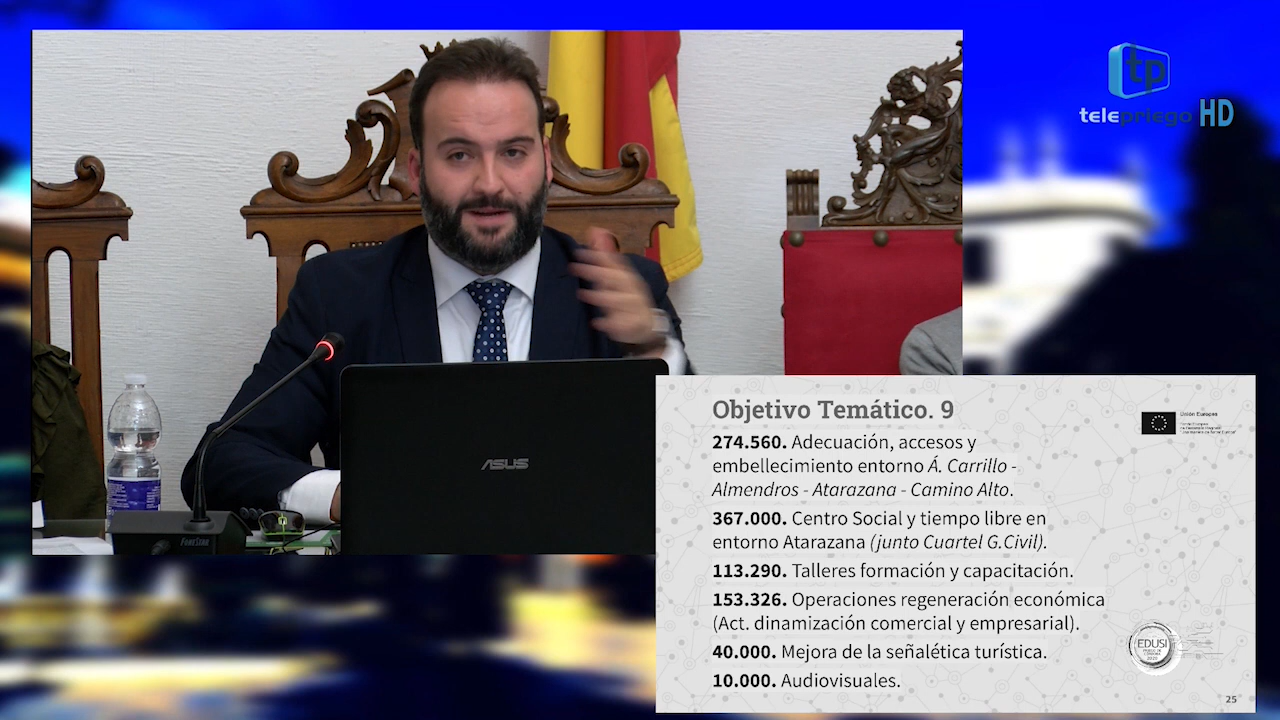 tp
telepriego HD
ASUS
FONESTAR
Objetivo Temático. 9
274.560. Adecuación, accesos y
embellecimiento entorno Á. Carrillo -
Almendros - Atarazana - Camino Alto.
367.000. Centro Social y tiempo libre en
entorno Atarazana (junto Cuartel G.Civil).
113.290. Talleres formación y capacitación.
153.326. Operaciones regeneración económica
(Act. dinamización comercial y empresarial).
40.000. Mejora de la señalética turística.
10.000. Audiovisuales.
Unión Europea
EDUSI
25